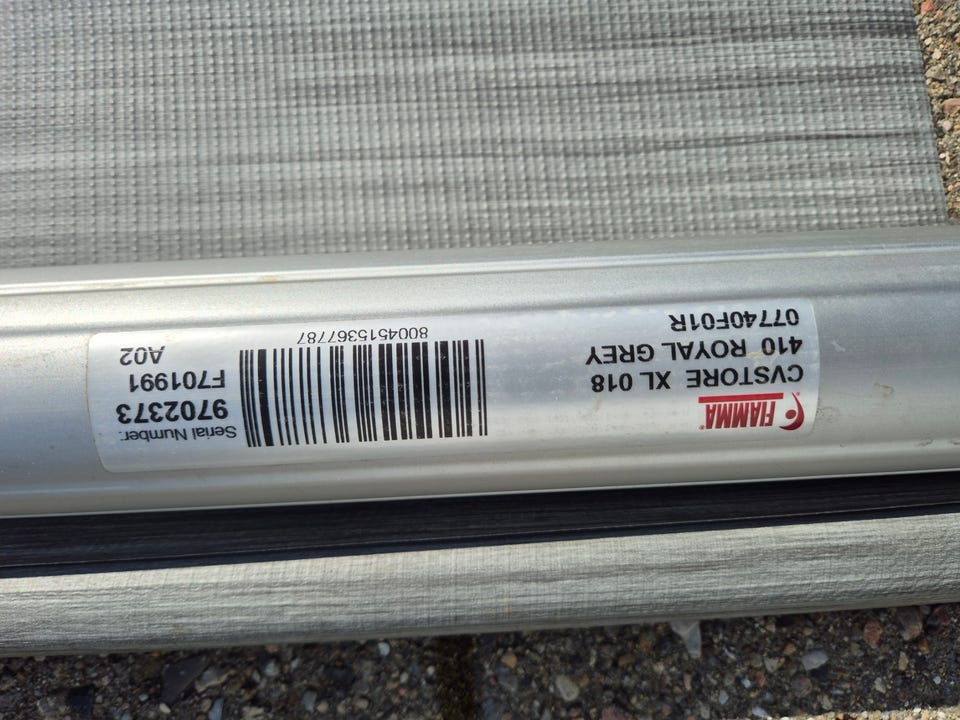 FIAMMA®
CVSTORE XL 018
410 ROYAL GREY
07740F01R
8004515367787
Serial Number:
9702373
F701991
A02